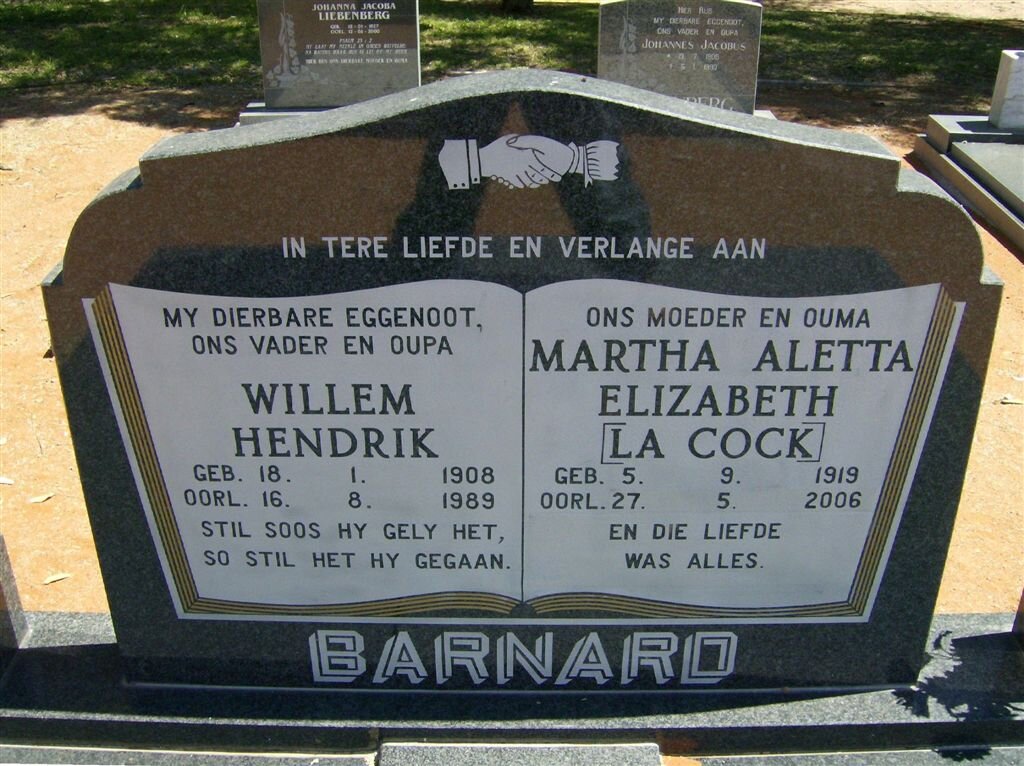 JOHANNA JACOBA
LIEBENBERG
HIER RUS
MY DIERBARE EGGENOOT,
ONS VADER EN OUPA
JOHANNES JACOBUS
IN TERE LIEFDE EN VERLANGE AAN
MY DIERBARE EGGENOOT,
ONS VADER EN OUPA
WILLEM
HENDRIK
GEB. 18. 1. 1908
OORL. 16. 8. 1989
STIL SOOS HY GELY HET,
SO STIL HET HY GEGAAN.
ONS MOEDER EN OUMA
MARTHA ALETTA
ELIZABETH
[LA COCK]
GEB. 5. 9. 1919
OORL. 27. 5. 2006
EN DIE LIEFDE
WAS ALLES.
BARNARD